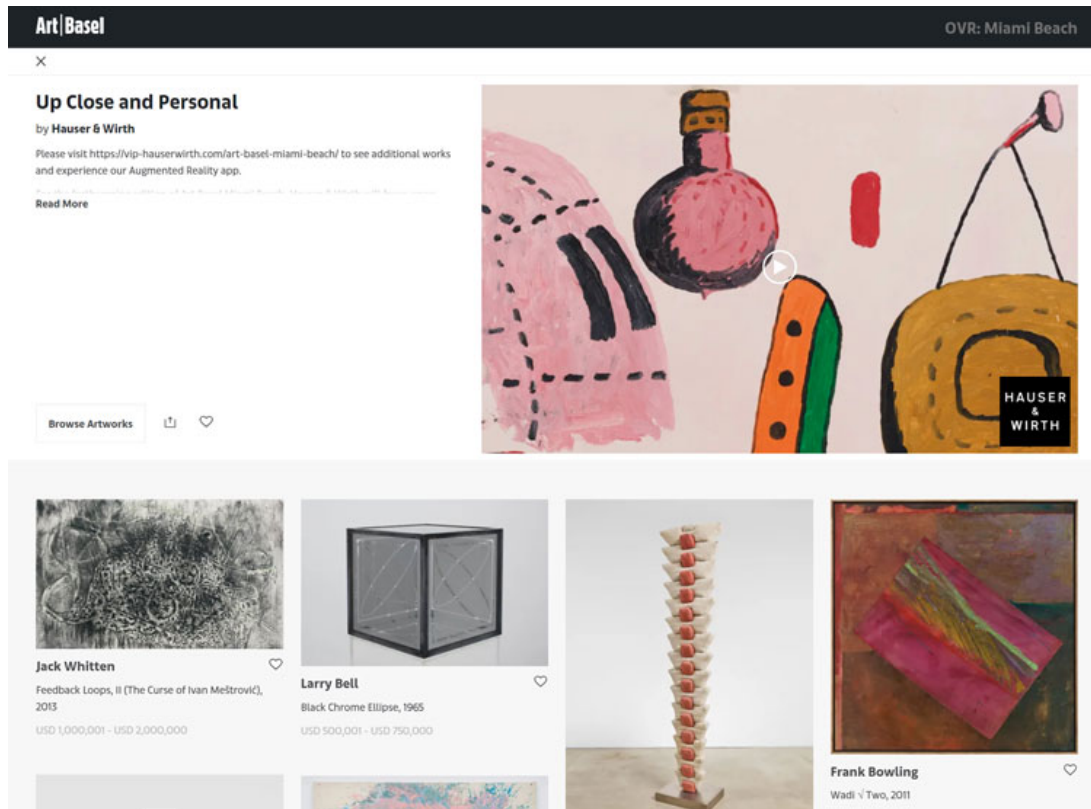 Art|Basel
OVR: Miami Beach
Up Close and Personal
by Hauser & Wirth
Please visit https://vip-hauserwirth.com/art-basel-miami-beach/ to see additional works
and experience our Augmented Reality app.
Read More
Browse Artworks
HAUSER
&
WIRTH
Jack Whitten
Feedback Loops, II (The Curse of Ivan Meštrović),
2013
USD 1,000,001 - USD 2,000,000
Larry Bell
Black Chrome Ellipse, 1965
USD 500,001 - USD 750,000
Frank Bowling
Wadi √ Two, 2011